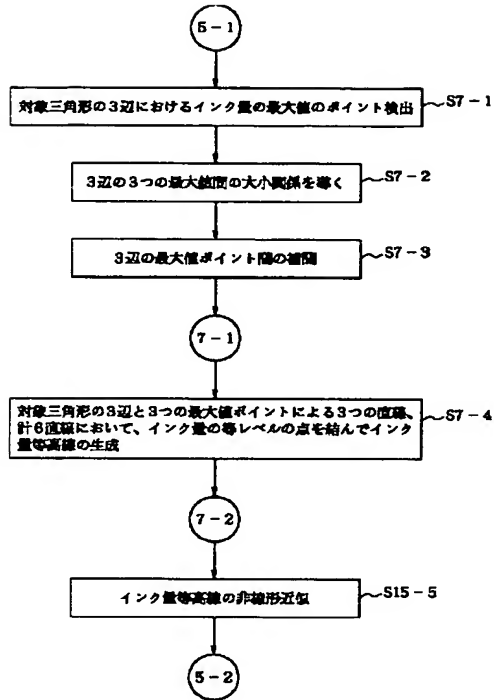 5-1
対象三角形の3辺におけるインク量の最大値のポイント検出
S7-1
3辺の3つの最大値間の大小関係を導く
S7-2
3辺の最大値ポイント間の補間
S7-3
7-1
対象三角形の3辺と3つの最大値ポイントによる3つの直線、
計6直線において、インク量の等レベルの点を結んでインク
量等高線の生成
S7-4
7-2
インク量等高線の非線形近似
S15-5
5-2